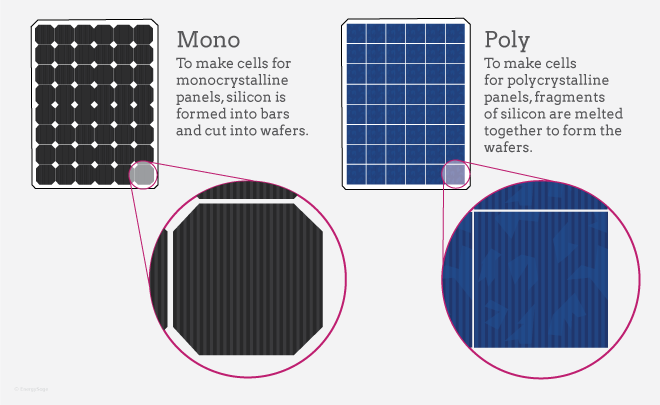 Mono
To make cells for
monocrystalline
panels, silicon is
formed into bars
and cut into wafers.
Poly
To make cells
for polycrystalline
panels, fragments
of silicon are melted
together to form the
wafers.